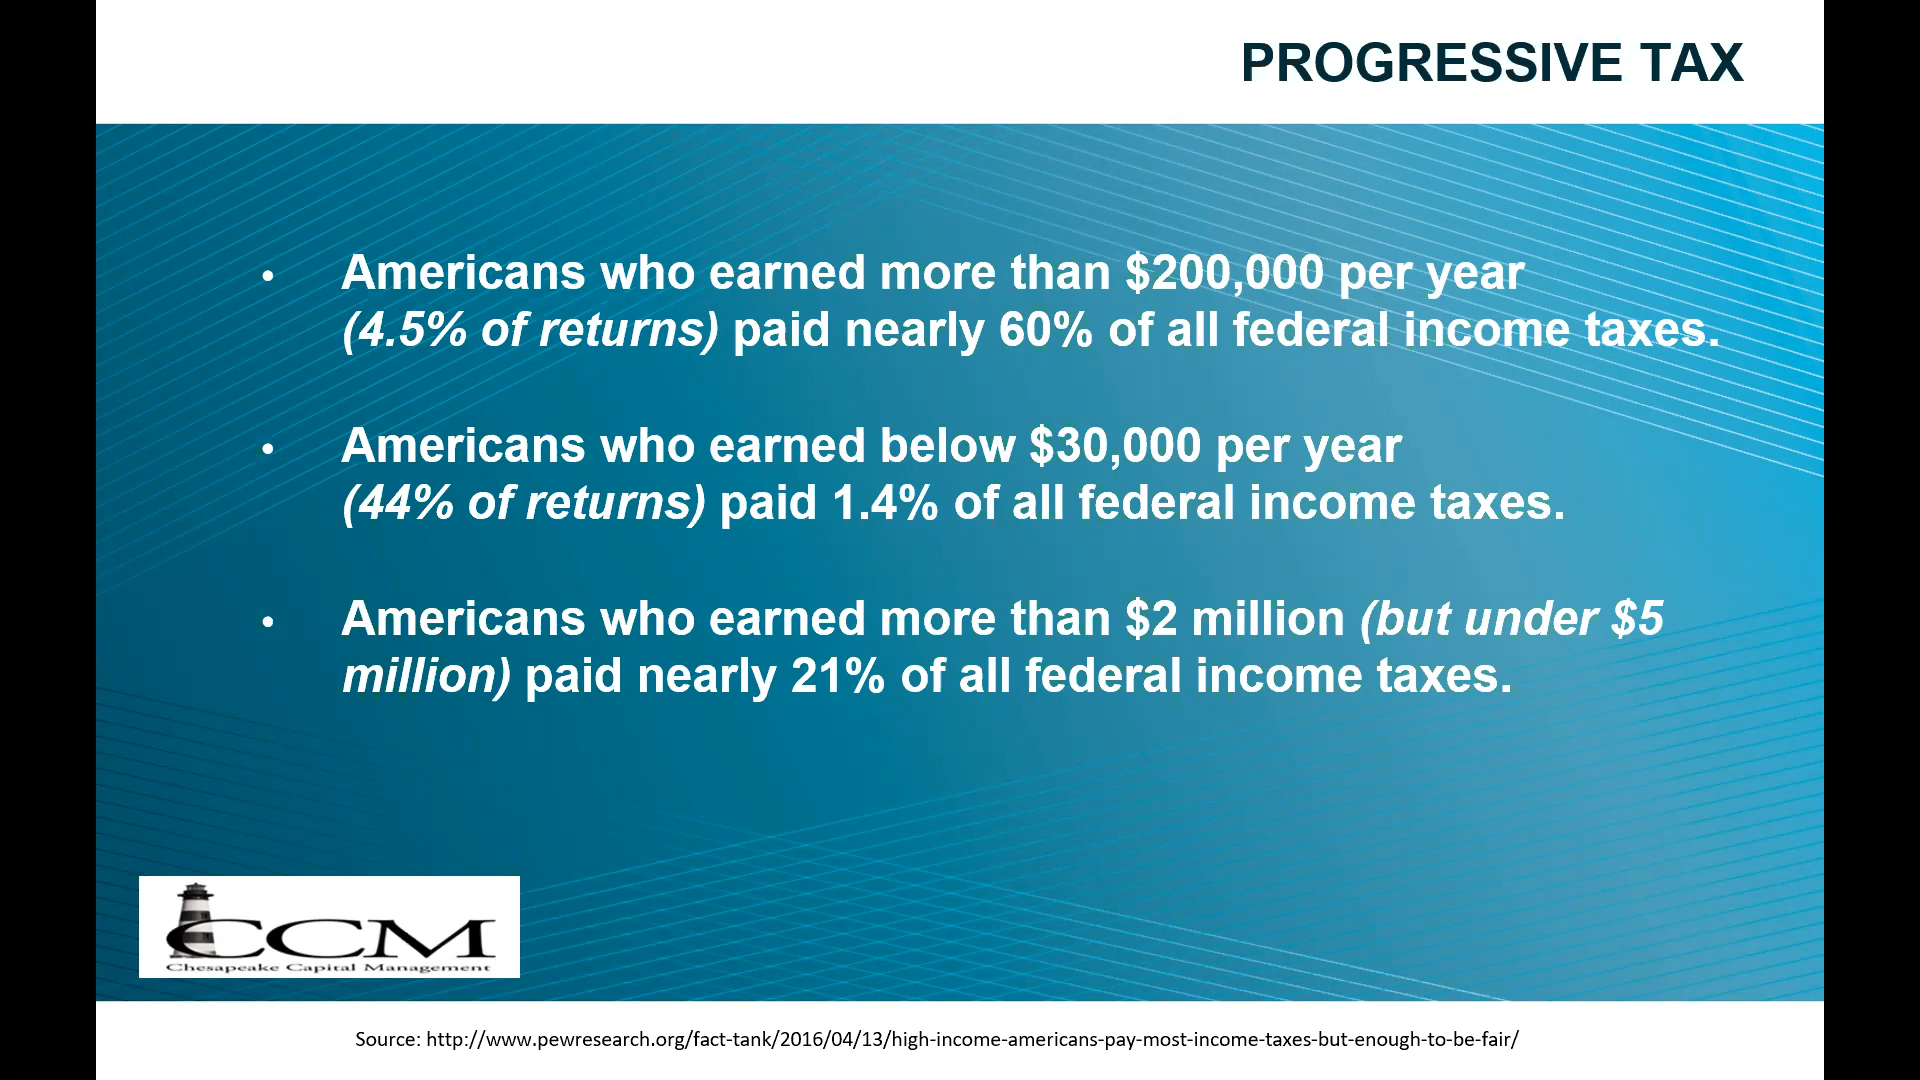 PROGRESSIVE TAX
• Americans who earned more than $200,000 per year
(4.5% of returns) paid nearly 60% of all federal income taxes.
• Americans who earned below $30,000 per year
(44% of returns) paid 1.4% of all federal income taxes.
• Americans who earned more than $2 million (but under $5
million) paid nearly 21% of all federal income taxes.
CCM
Chesapeake Capital Management
Source: http://www.pewresearch.org/fact-tank/2016/04/13/high-income-americans-pay-most-income-taxes-but-enough-to-be-fair/